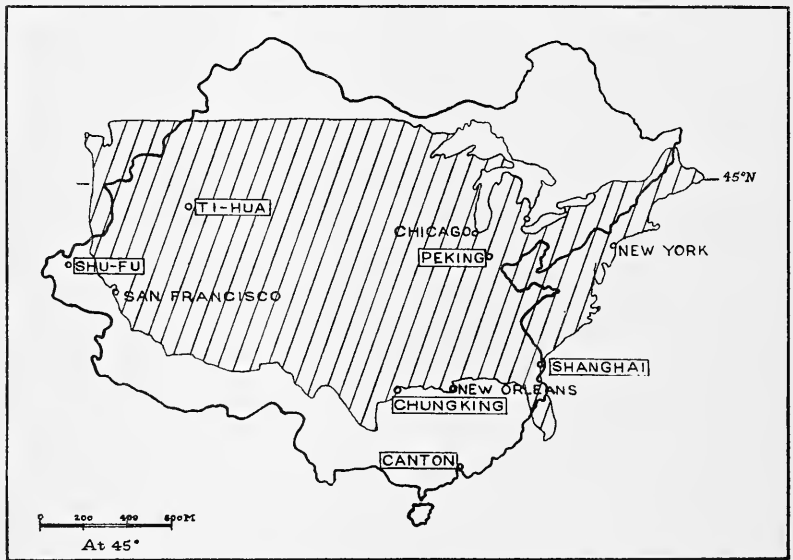 45°N
TI-HUA
CHICAGO
NEW YORK
PEKING
SHU-FU
SAN FRANCISCO
SHANGHAI
NEW ORLEANS
CHUNGKING
CANTON
0 200 400 600M
At 45°